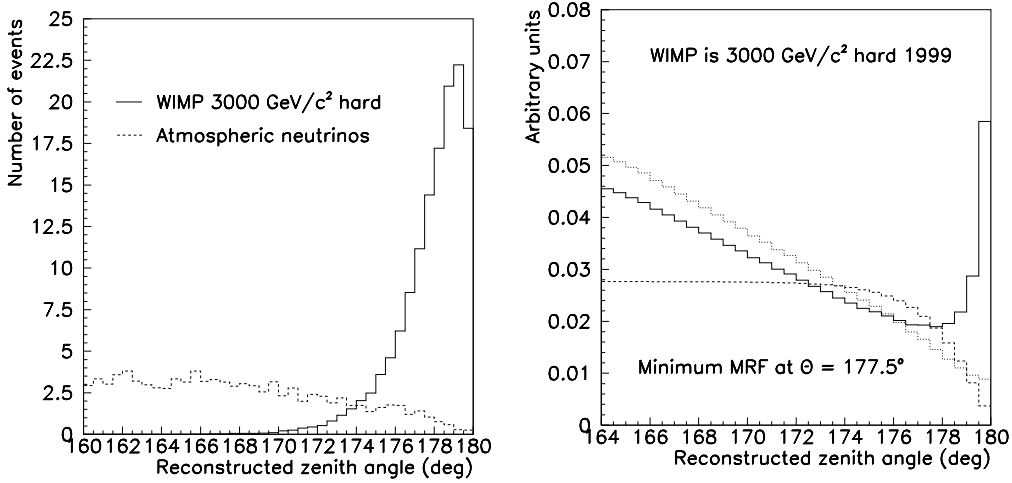 Number of events
25
22.5
20
17.5
15
12.5
10
7.5
5
2.5
0
WIMP 3000 GeV/c² hard
Atmospheric neutrinos
160 162 164 166 168 170 172 174 176 178 180
Reconstructed zenith angle (deg)
Arbitrary units
0.08
0.07
0.06
0.05
0.04
0.03
0.02
0.01
0
WIMP is 3000 GeV/c² hard 1999
Minimum MRF at Θ = 177.5°
164 166 168 170 172 174 176 178 180
Reconstructed zenith angle (deg)